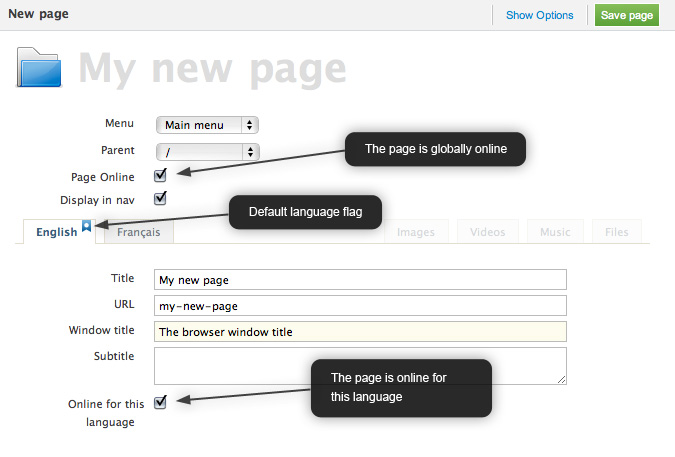 New page
Show Options
Save page
My new page
Menu
Main menu
Parent
/
The page is globally online
Page Online
Display in nav
Default language flag
English
Français
Images
Videos
Music
Files
Title
My new page
URL
my-new-page
Window title
The browser window title
Subtitle
The page is online for
this language
Online for this
language